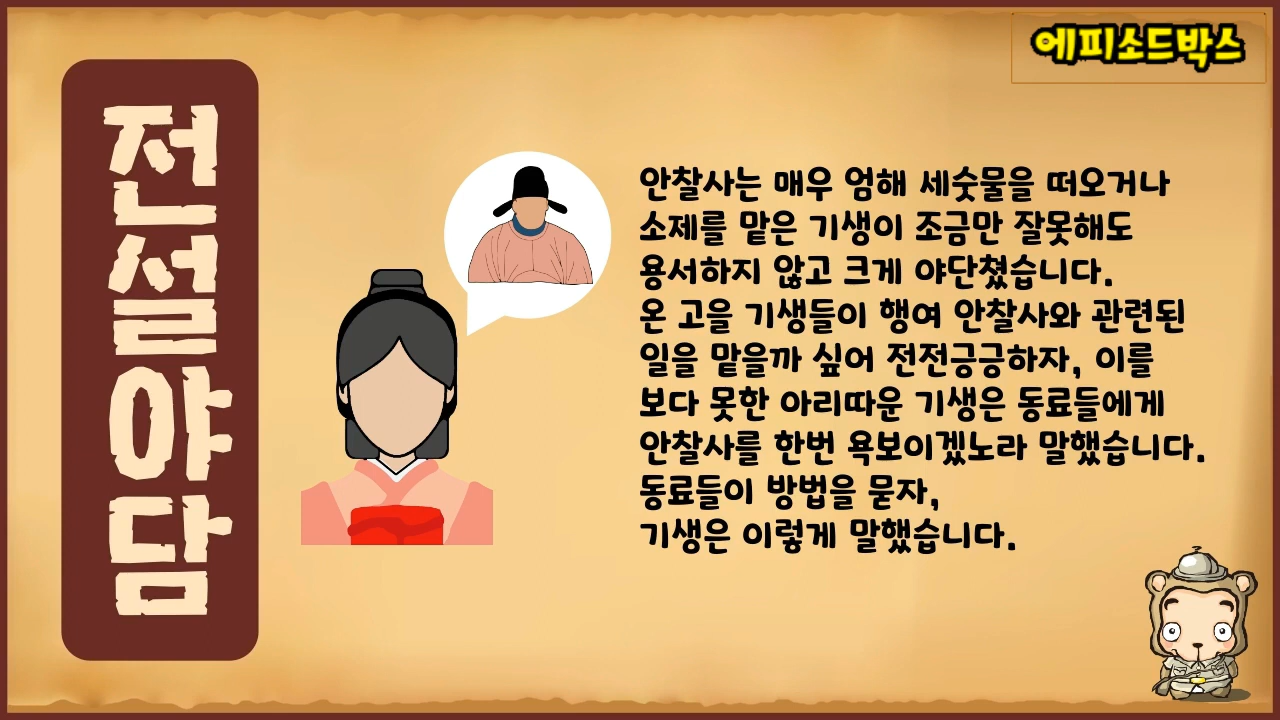 에피소드박스
전설야담
안찰사는 매우 엄해 세숫물을 떠오거나
소제를 맡은 기생이 조금만 잘못해도
용서하지 않고 크게 야단쳤습니다.
온 고을 기생들이 행여 안찰사와 관련된
일을 맡을까 싶어 전전긍긍하자, 이를
보다 못한 아리따운 기생은 동료들에게
안찰사를 한번 욕보이겠노라 말했습니다.
동료들이 방법을 묻자,
기생은 이렇게 말했습니다.